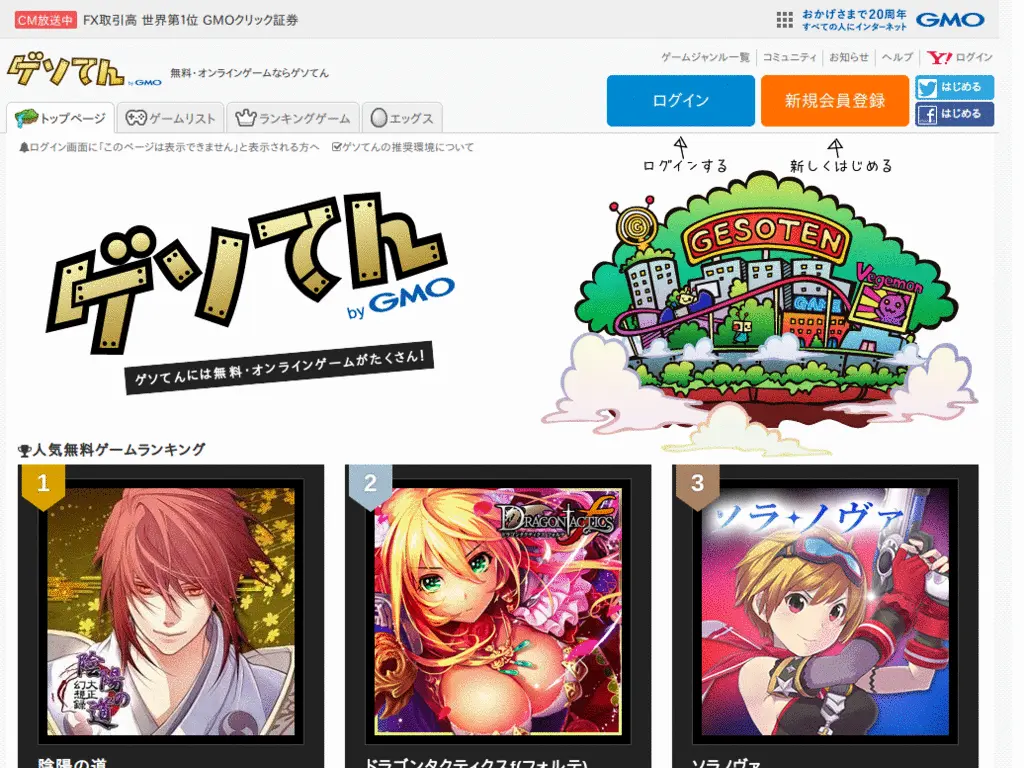 CM放送中 FX取引高 世界第1位 GMOクリック証券
おかげさまで20周年
すべての人にインターネット
GMO
ゲソてん by GMO 無料・オンラインゲームならゲソてん
ゲームジャンル一覧 コミュニティ お知らせ ヘルプ Y! ログイン
ログイン 新規会員登録
はじめる
はじめる
トップページ ゲームリスト ランキングゲーム エッグス
ログイン画面に「このページは表示できません」と表示される方へ ゲソてんの推奨環境について
ログインする 新しくはじめる
ゲソてん
by GMO
ゲソてんには無料・オンラインゲームがたくさん!
GESOTEN
Vegemon
GAME
人気無料ゲームランキング
1 2 3
陰陽の道
大正幻想録
DRAGON TACTICS f
ドラゴンタクティクスフォルテ
ソラ・ノヴァ
陰陽の道 ドラゴンタクティクスf(フォルテ) ソラノヴァ